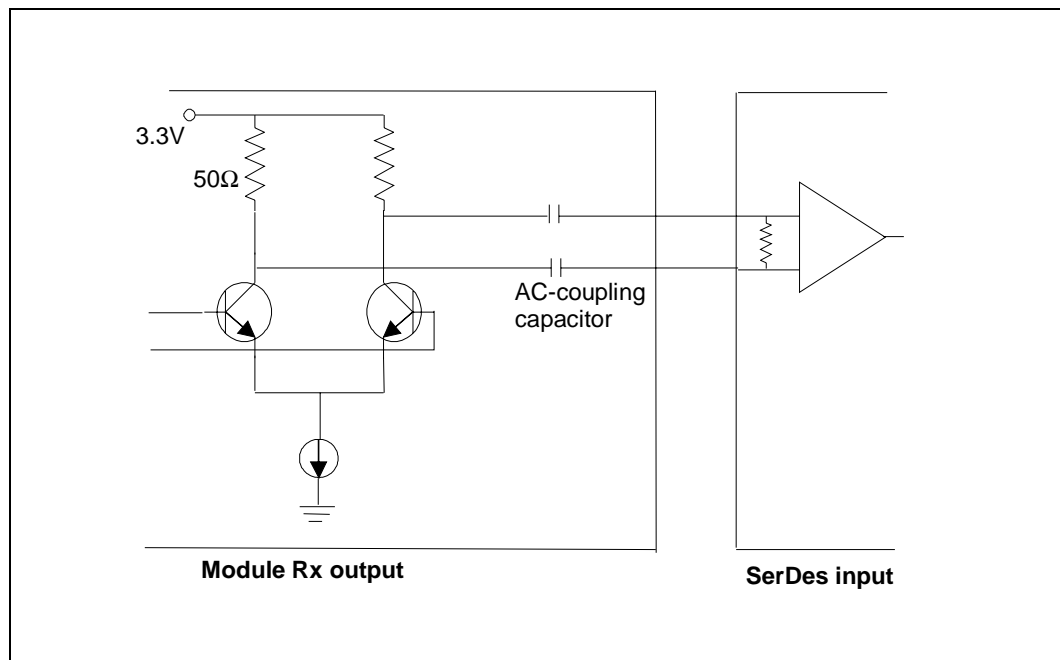 3.3V
50Ω
AC-coupling
capacitor
Module Rx output
SerDes input